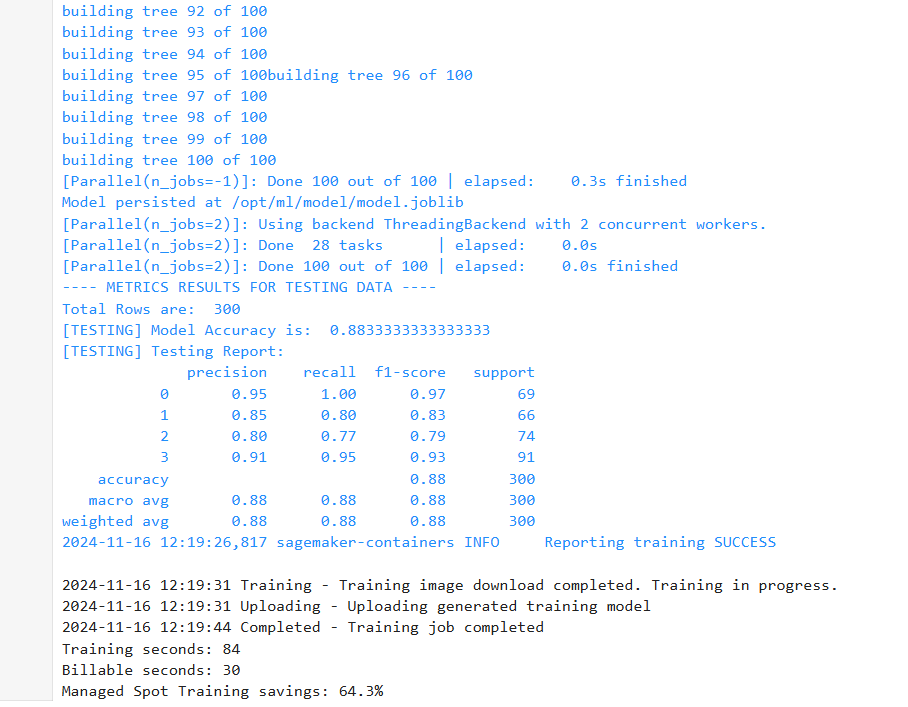 building tree 92 of 100
building tree 93 of 100
building tree 94 of 100
building tree 95 of 100building tree 96 of 100
building tree 97 of 100
building tree 98 of 100
building tree 99 of 100
building tree 100 of 100
[Parallel(n_jobs=-1)]: Done 100 out of 100 | elapsed:    0.3s finished
Model persisted at /opt/ml/model/model.joblib
[Parallel(n_jobs=2)]: Using backend ThreadingBackend with 2 concurrent workers.
[Parallel(n_jobs=2)]: Done  28 tasks      | elapsed:    0.0s
[Parallel(n_jobs=2)]: Done 100 out of 100 | elapsed:    0.0s finished
---- METRICS RESULTS FOR TESTING DATA ----
Total Rows are:  300
[TESTING] Model Accuracy is:  0.8833333333333333
[TESTING] Testing Report:
              precision    recall  f1-score   support
           0       0.95      1.00      0.97        69
           1       0.85      0.80      0.83        66
           2       0.80      0.77      0.79        74
           3       0.91      0.95      0.93        91
    accuracy                           0.88       300
   macro avg       0.88      0.88      0.88       300
weighted avg       0.88      0.88      0.88       300
2024-11-16 12:19:26,817 sagemaker-containers INFO     Reporting training SUCCESS
2024-11-16 12:19:31 Training - Training image download completed. Training in progress.
2024-11-16 12:19:31 Uploading - Uploading generated training model
2024-11-16 12:19:44 Completed - Training job completed
Training seconds: 84
Billable seconds: 30
Managed Spot Training savings: 64.3%